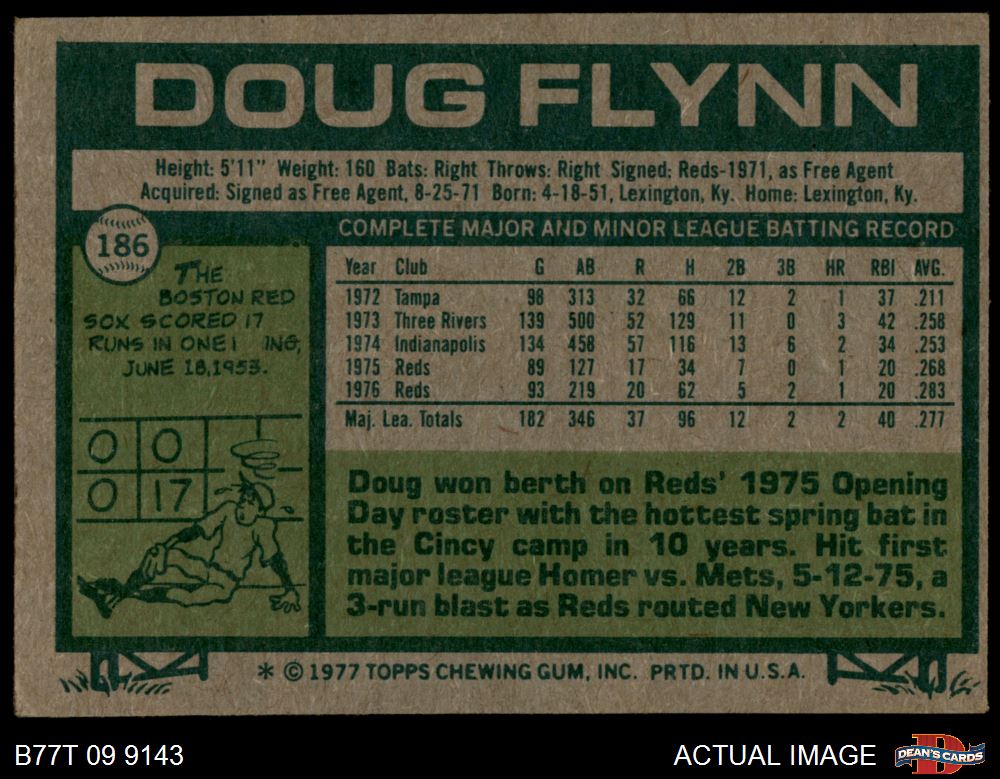 DOUG FLYNN
Height: 5'11" Weight: 160 Bats: Right Throws: Right Signed: Reds-1971, as Free Agent
Acquired: Signed as Free Agent, 8-25-71 Born: 4-18-51, Lexington, Ky. Home: Lexington, Ky.
186
THE
BOSTON RED
SOX SCORED 17
RUNS IN ONE I ING,
JUNE 18, 1953.
0 0
0 17
COMPLETE MAJOR AND MINOR LEAGUE BATTING RECORD
Year Club G AB R H 2B 3B HR RBI AVG.
1972 Tampa 98 313 32 66 12 2 1 37 .211
1973 Three Rivers 139 500 52 129 11 0 3 42 .258
1974 Indianapolis 134 458 57 116 13 6 2 34 .253
1975 Reds 89 127 17 34 7 0 1 20 .268
1976 Reds 93 219 20 62 5 2 1 20 .283
Maj. Lea. Totals 182 346 37 96 12 2 2 40 .277
Doug won berth on Reds' 1975 Opening
Day roster with the hottest spring bat in
the Cincy camp in 10 years. Hit first
major league Homer vs. Mets, 5-12-75, a
3-run blast as Reds routed New Yorkers.
* © 1977 TOPPS CHEWING GUM, INC. PRTD. IN U.S.A.
B77T 09 9143
ACTUAL IMAGE
DEAN'S CARDS